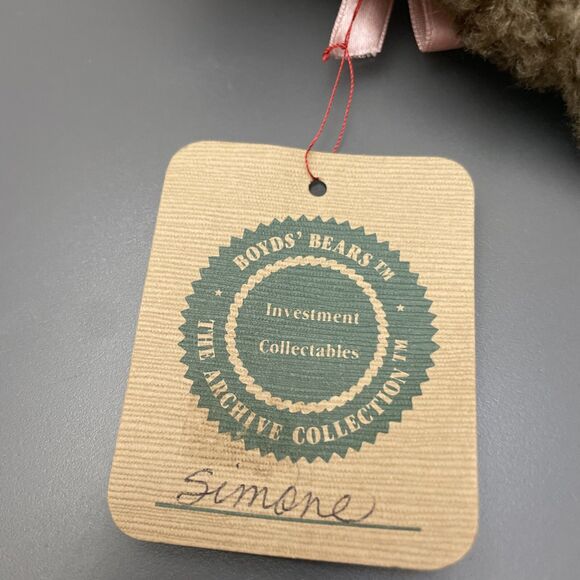 BOYDS' BEARS™
Investment
Collectables
THE ARCHIVE COLLECTION™
Simone